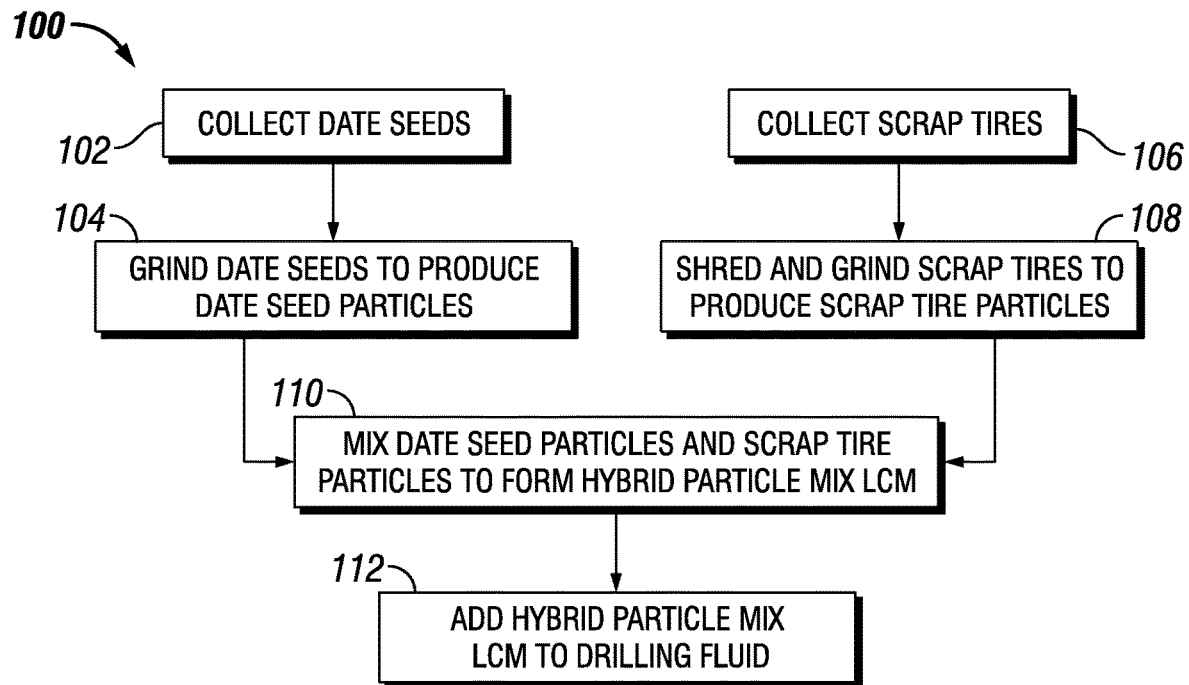 100
COLLECT DATE SEEDS
102
COLLECT SCRAP TIRES
106
104
GRIND DATE SEEDS TO PRODUCE
DATE SEED PARTICLES
108
SHRED AND GRIND SCRAP TIRES TO
PRODUCE SCRAP TIRE PARTICLES
110
MIX DATE SEED PARTICLES AND SCRAP TIRE
PARTICLES TO FORM HYBRID PARTICLE MIX LCM
112
ADD HYBRID PARTICLE MIX
LCM TO DRILLING FLUID